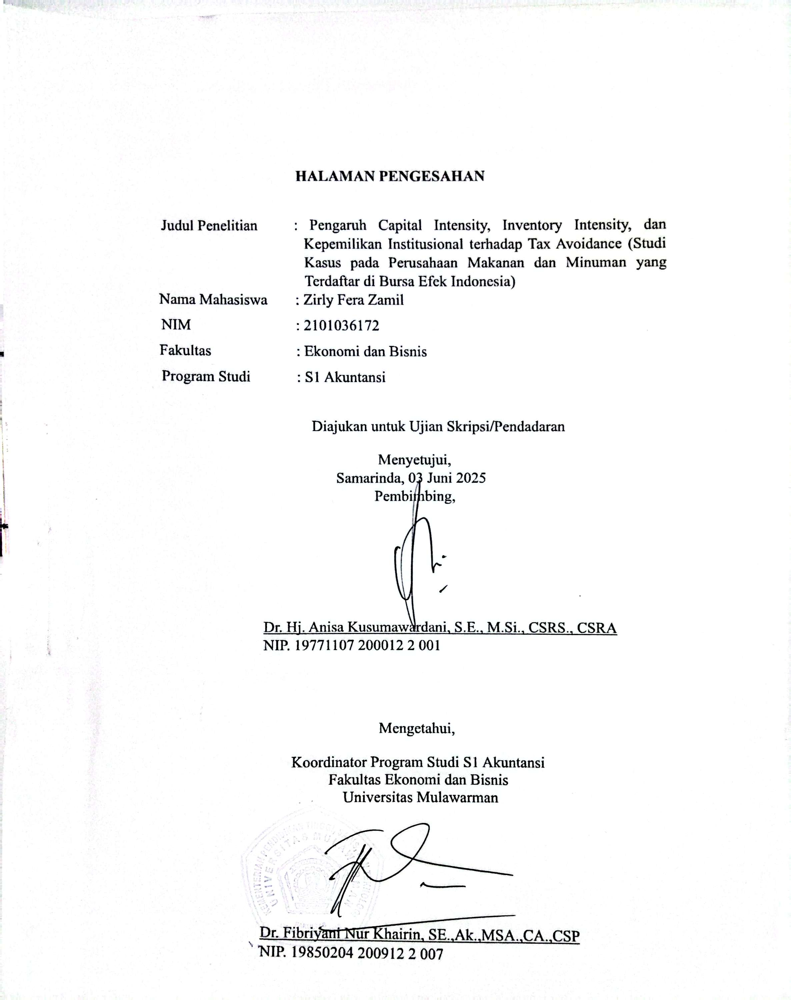 HALAMAN PENGESAHAN
Judul Penelitian : Pengaruh Capital Intensity, Inventory Intensity, dan
Kepemilikan Institusional terhadap Tax Avoidance (Studi
Kasus pada Perusahaan Makanan dan Minuman yang
Terdaftar di Bursa Efek Indonesia)
Nama Mahasiswa : Zirly Fera Zamil
NIM : 2101036172
Fakultas : Ekonomi dan Bisnis
Program Studi : S1 Akuntansi
Diajukan untuk Ujian Skripsi/Pendadaran
Menyetujui,
Samarinda, 03 Juni 2025
Pembimbing,
Dr. Hj. Anisa Kusumawardani, S.E., M.Si., CSRS., CSRA
NIP. 19771107 200012 2 001
Mengetahui,
Koordinator Program Studi S1 Akuntansi
Fakultas Ekonomi dan Bisnis
Universitas Mulawarman
KEMENTERIAN PENDIDIKAN TINGGI
UNIVERSITAS MULAWARMAN
Dr. Fibriyani Nur Khairin, SE.,Ak.,MSA.,CA.,CSP
NIP. 19850204 200912 2 007